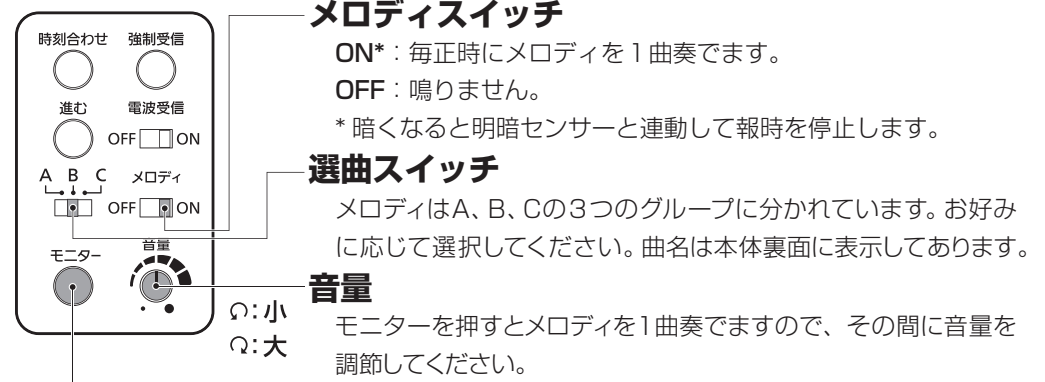 メロディスイッチ
ON*：毎正時にメロディを1曲奏でます。
OFF：鳴りません。
*暗くなると明暗センサーと連動して報時を停止します。
選曲スイッチ
メロディはA、B、Cの3つのグループに分かれています。お好み
に応じて選択してください。曲名は本体裏面に表示してあります。
音量
モニターを押すとメロディを1曲奏でますので、その間に音量を
調節してください。
時刻合わせ 強制受信
進む 電波受信
OFF ON
A B C メロディ
OFF ON
モニター 音量
:小
:大